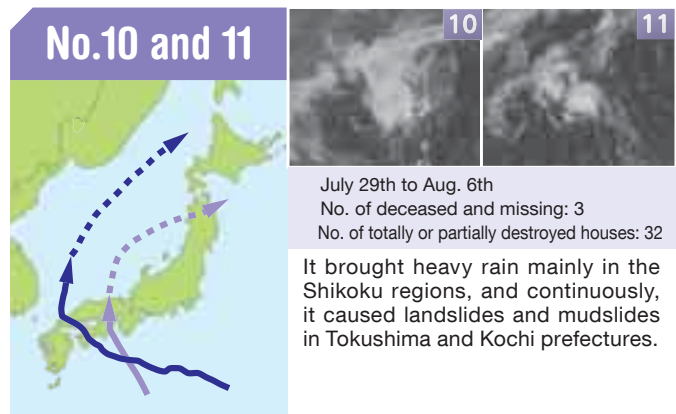 No.10 and 11
10
11
July 29th to Aug. 6th
No. of deceased and missing: 3
No. of totally or partially destroyed houses: 32
It brought heavy rain mainly in the
Shikoku regions, and continuously,
it caused landslides and mudslides
in Tokushima and Kochi prefectures.